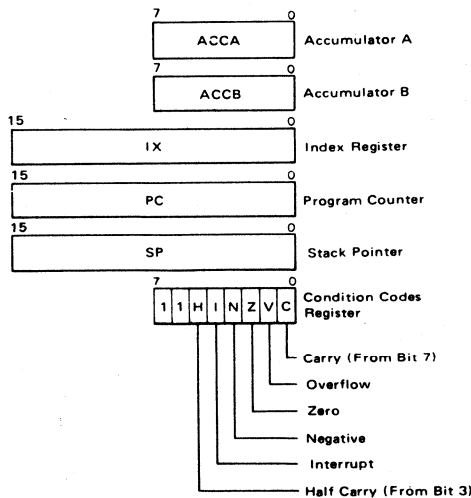 7 0
ACCA Accumulator A
7 0
ACCB Accumulator B
15 0
IX Index Register
15 0
PC Program Counter
15 0
SP Stack Pointer
7 0
1 1 H I N Z V C Condition Codes
Register
Carry (From Bit 7)
Overflow
Zero
Negative
Interrupt
Half Carry (From Bit 3)